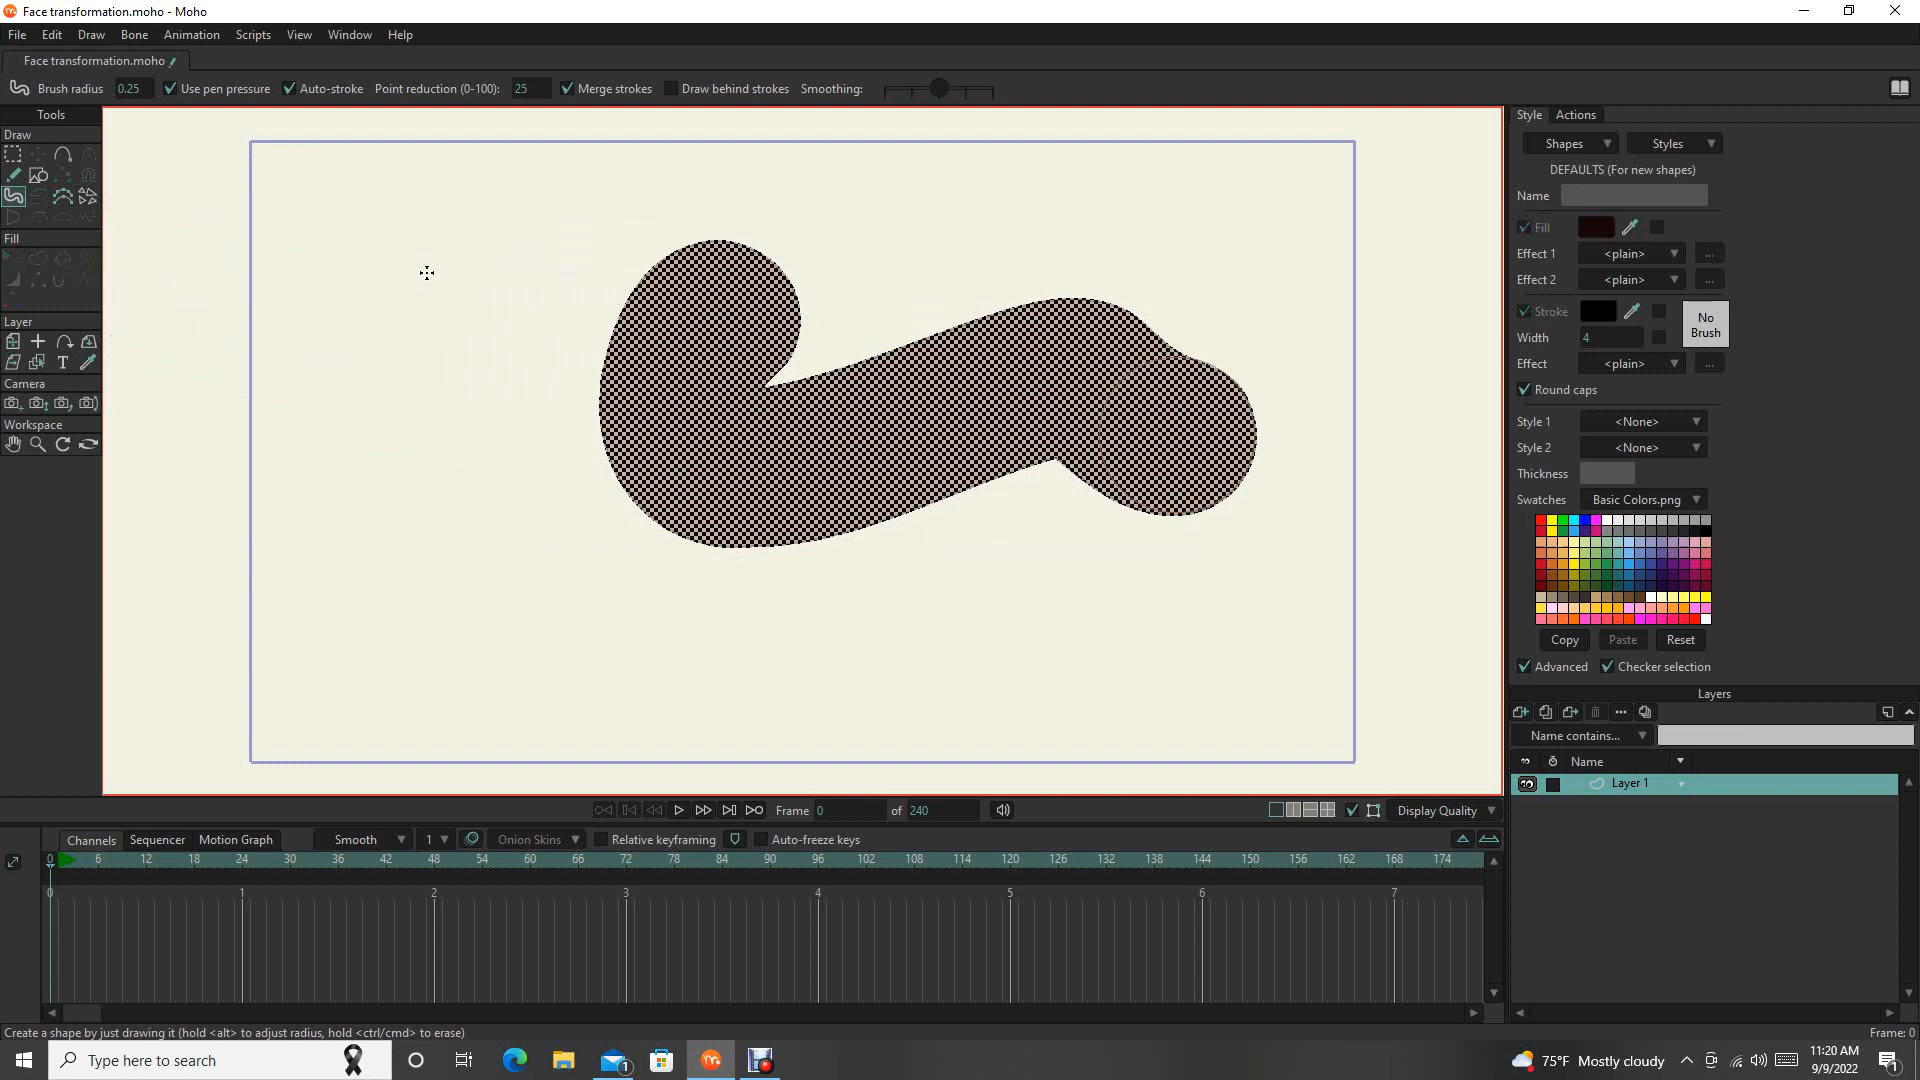 Face transformation.moho - Moho
File Edit Draw Bone Animation Scripts View Window Help
Face transformation.moho
Brush radius 0.25 Use pen pressure Auto-stroke Point reduction (0-100): 25 Merge strokes Draw behind strokes Smoothing:
Tools
Draw
Fill
Layer
T
Camera
Workspace
Style Actions
Shapes Styles
DEFAULTS (For new shapes)
Name
Fill
Effect 1 <plain> ...
Effect 2 <plain> ...
Stroke
No
Brush
Width 4
Effect <plain> ...
Round caps
Style 1 <None>
Style 2 <None>
Thickness
Swatches Basic Colors.png
Copy Paste Reset
Advanced Checker selection
Layers
Name contains...
Name
Layer 1
Frame 0 of 240 Display Quality
Channels Sequencer Motion Graph Smooth 1 Onion Skins Relative keyframing Auto-freeze keys
0 6 12 18 24 30 36 42 48 54 60 66 72 78 84 90 96 102 108 114 120 126 132 138 144 150 156 162 168 174
0 1 2 3 4 5 6 7
Create a shape by just drawing it (hold <alt> to adjust radius, hold <ctrl/cmd> to erase) Frame: 0
Type here to search 1 75°F Mostly cloudy 11:20 AM
9/9/2022 1